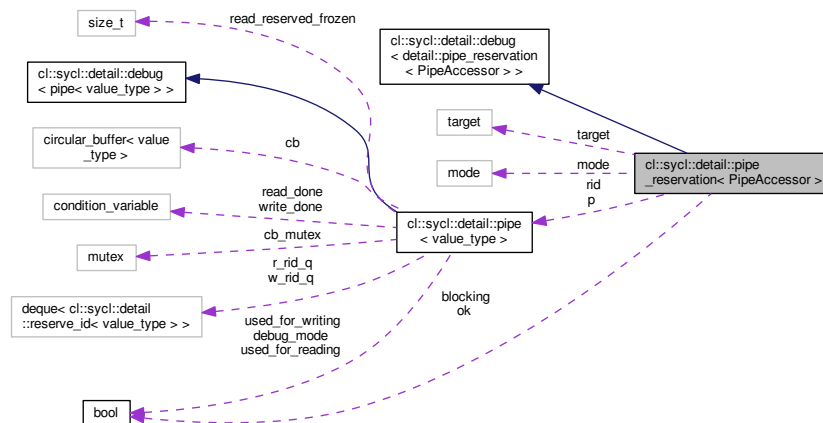 size_t
read_reserved_frozen
cl::sycl::detail::debug
< detail::pipe_reservation
< PipeAccessor > >
cl::sycl::detail::debug
< pipe< value_type > >
target
target
circular_buffer< value
_type >
cb
mode
mode
cl::sycl::detail::pipe
_reservation< PipeAccessor >
rid
p
condition_variable
read_done
write_done
cl::sycl::detail::pipe
< value_type >
mutex
cb_mutex
r_rid_q
w_rid_q
deque< cl::sycl::detail
::reserve_id< value_type > >
blocking
ok
used_for_writing
debug_mode
used_for_reading
bool